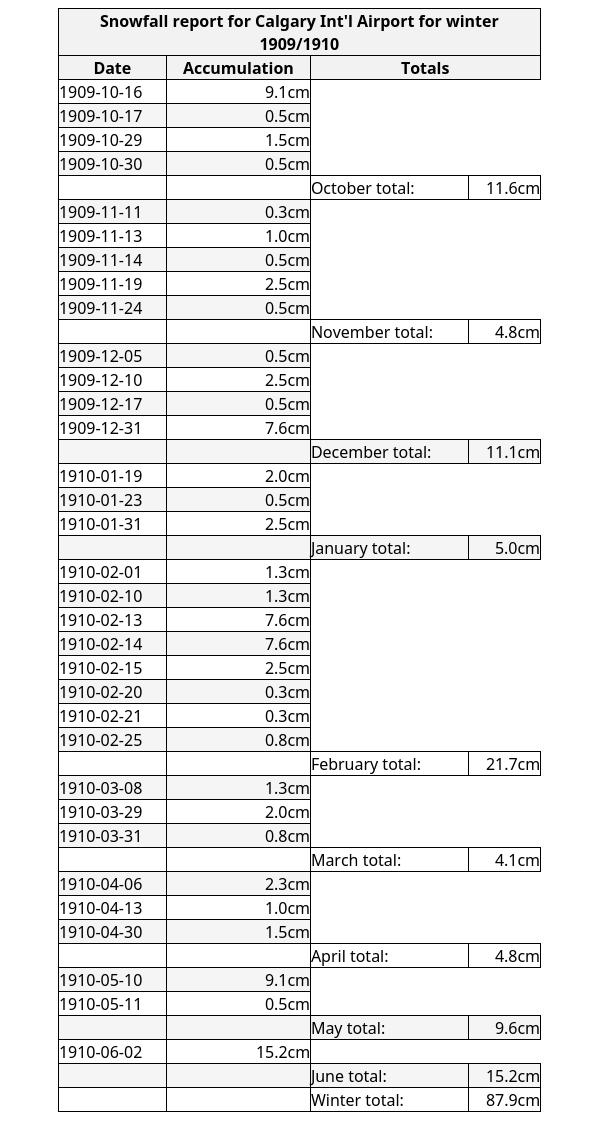 Snowfall report for Calgary Int'l Airport for winter
1909/1910
Date Accumulation Totals
1909-10-16 9.1cm
1909-10-17 0.5cm
1909-10-29 1.5cm
1909-10-30 0.5cm
October total: 11.6cm
1909-11-11 0.3cm
1909-11-13 1.0cm
1909-11-14 0.5cm
1909-11-19 2.5cm
1909-11-24 0.5cm
November total: 4.8cm
1909-12-05 0.5cm
1909-12-10 2.5cm
1909-12-17 0.5cm
1909-12-31 7.6cm
December total: 11.1cm
1910-01-19 2.0cm
1910-01-23 0.5cm
1910-01-31 2.5cm
January total: 5.0cm
1910-02-01 1.3cm
1910-02-10 1.3cm
1910-02-13 7.6cm
1910-02-14 7.6cm
1910-02-15 2.5cm
1910-02-20 0.3cm
1910-02-21 0.3cm
1910-02-25 0.8cm
February total: 21.7cm
1910-03-08 1.3cm
1910-03-29 2.0cm
1910-03-31 0.8cm
March total: 4.1cm
1910-04-06 2.3cm
1910-04-13 1.0cm
1910-04-30 1.5cm
April total: 4.8cm
1910-05-10 9.1cm
1910-05-11 0.5cm
May total: 9.6cm
1910-06-02 15.2cm
June total: 15.2cm
Winter total: 87.9cm